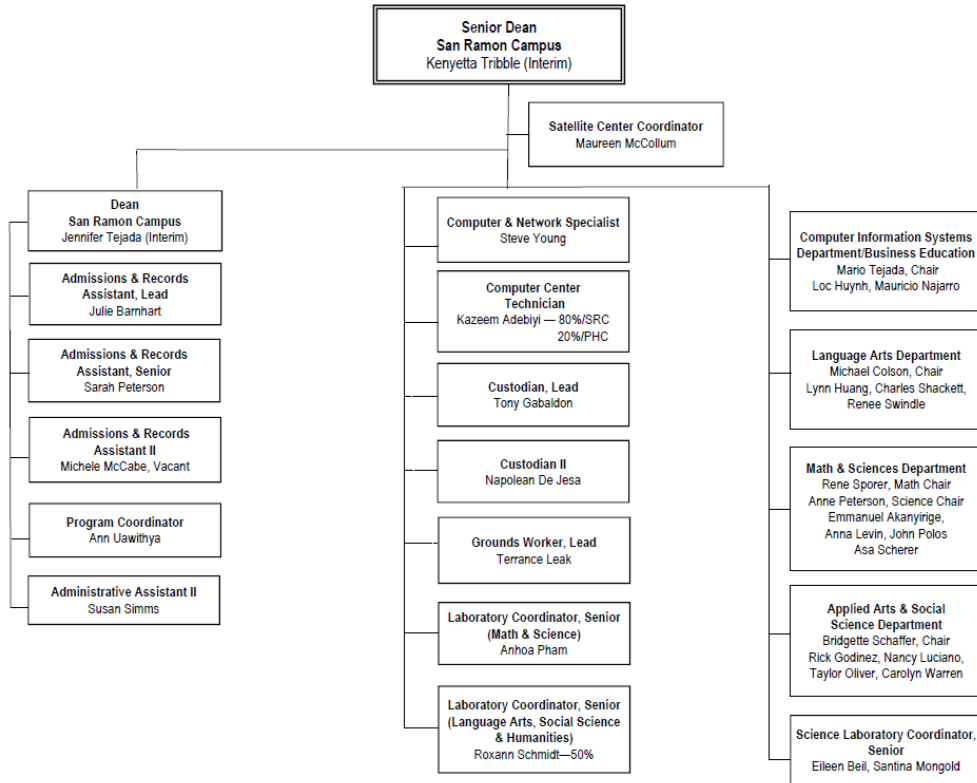 Senior Dean
San Ramon Campus
Kenyetta Tribble (Interim)
Satellite Center Coordinator
Maureen McCollum
Dean
San Ramon Campus
Jennifer Tejada (Interim)
Admissions & Records
Assistant, Lead
Julie Barnhart
Admissions & Records
Assistant, Senior
Sarah Peterson
Admissions & Records
Assistant II
Michele McCabe, Vacant
Program Coordinator
Ann Uawithya
Administrative Assistant II
Susan Simms
Computer & Network Specialist
Steve Young
Computer Center
Technician
Kazeem Adebiyi — 80%/SRC
20%/PHC
Custodian, Lead
Tony Gabaldon
Custodian II
Napolean De Jesa
Grounds Worker, Lead
Terrance Leak
Laboratory Coordinator, Senior
(Math & Science)
Anhoa Pham
Laboratory Coordinator, Senior
(Language Arts, Social Science
& Humanities)
Roxann Schmidt—50%
Computer Information Systems
Department/Business Education
Mario Tejada, Chair
Loc Huynh, Mauricio Najarro
Language Arts Department
Michael Colson, Chair
Lynn Huang, Charles Shackett,
Renee Swindle
Math & Sciences Department
Rene Sporer, Math Chair
Anne Peterson, Science Chair
Emmanuel Akanyirige,
Anna Levin, John Polos
Asa Scherer
Applied Arts & Social
Science Department
Bridgette Schaffer, Chair
Rick Godinez, Nancy Luciano,
Taylor Oliver, Carolyn Warren
Science Laboratory Coordinator,
Senior
Eileen Beil, Santina Mongold